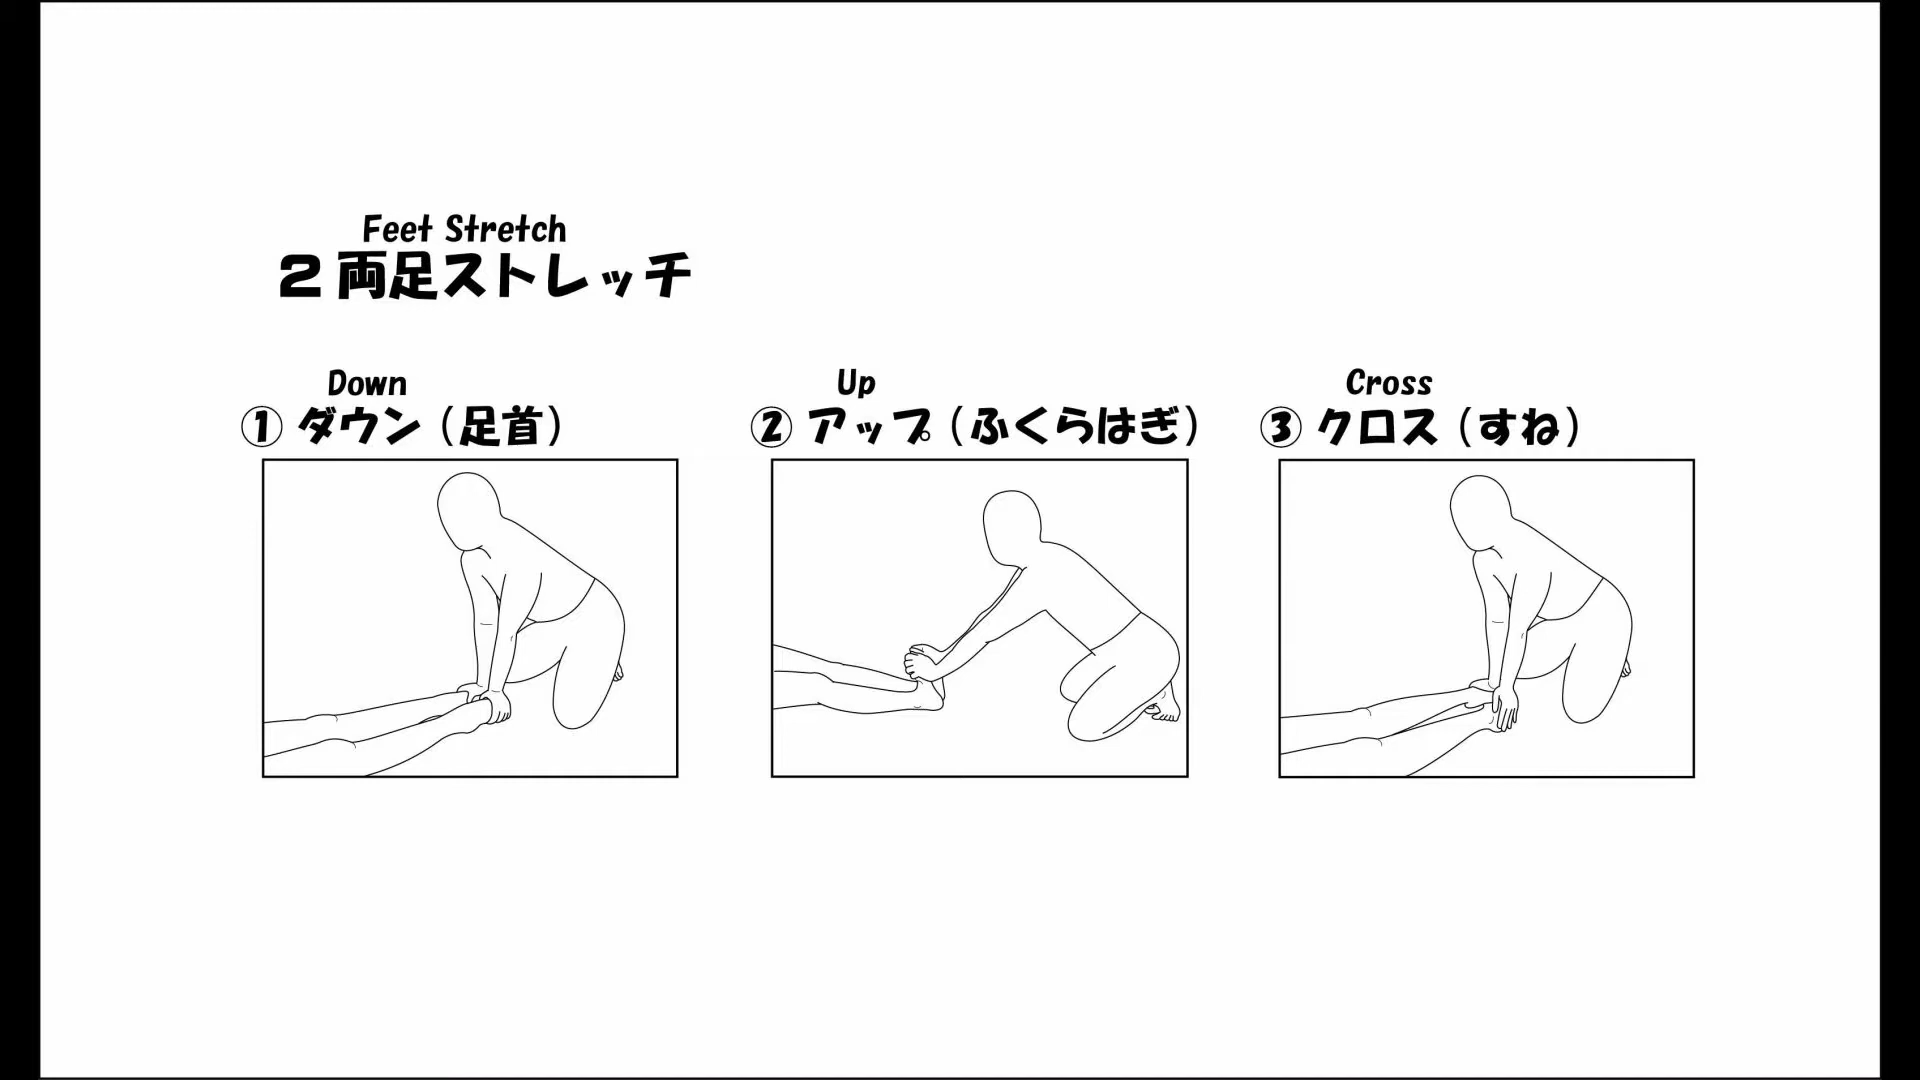 Feet Stretch
2 両足ストレッチ
Down
① ダウン（足首）
Up
② アップ（ふくらはぎ）
Cross
③ クロス（すね）